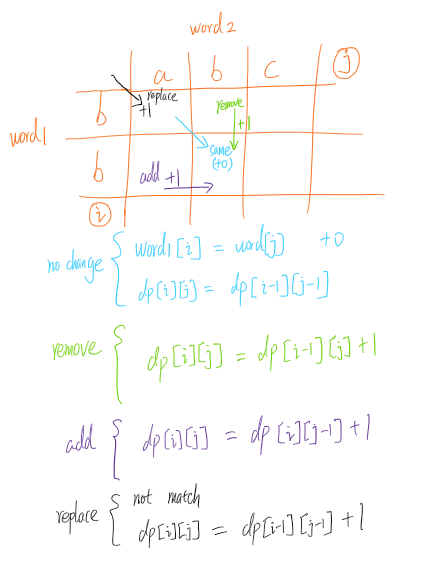 word2
a b c j
replace
+1
remove
+1
b
word1
same
(+0)
b
add +1
i
no change { word1[i] = word[j] +0
dp[i][j] = dp[i-1][j-1]
remove { dp[i][j] = dp[i-1][j]+1
add { dp[i][j] = dp[i][j-1]+1
replace { not match
dp[i][j] = dp[i-1][j-1]+1